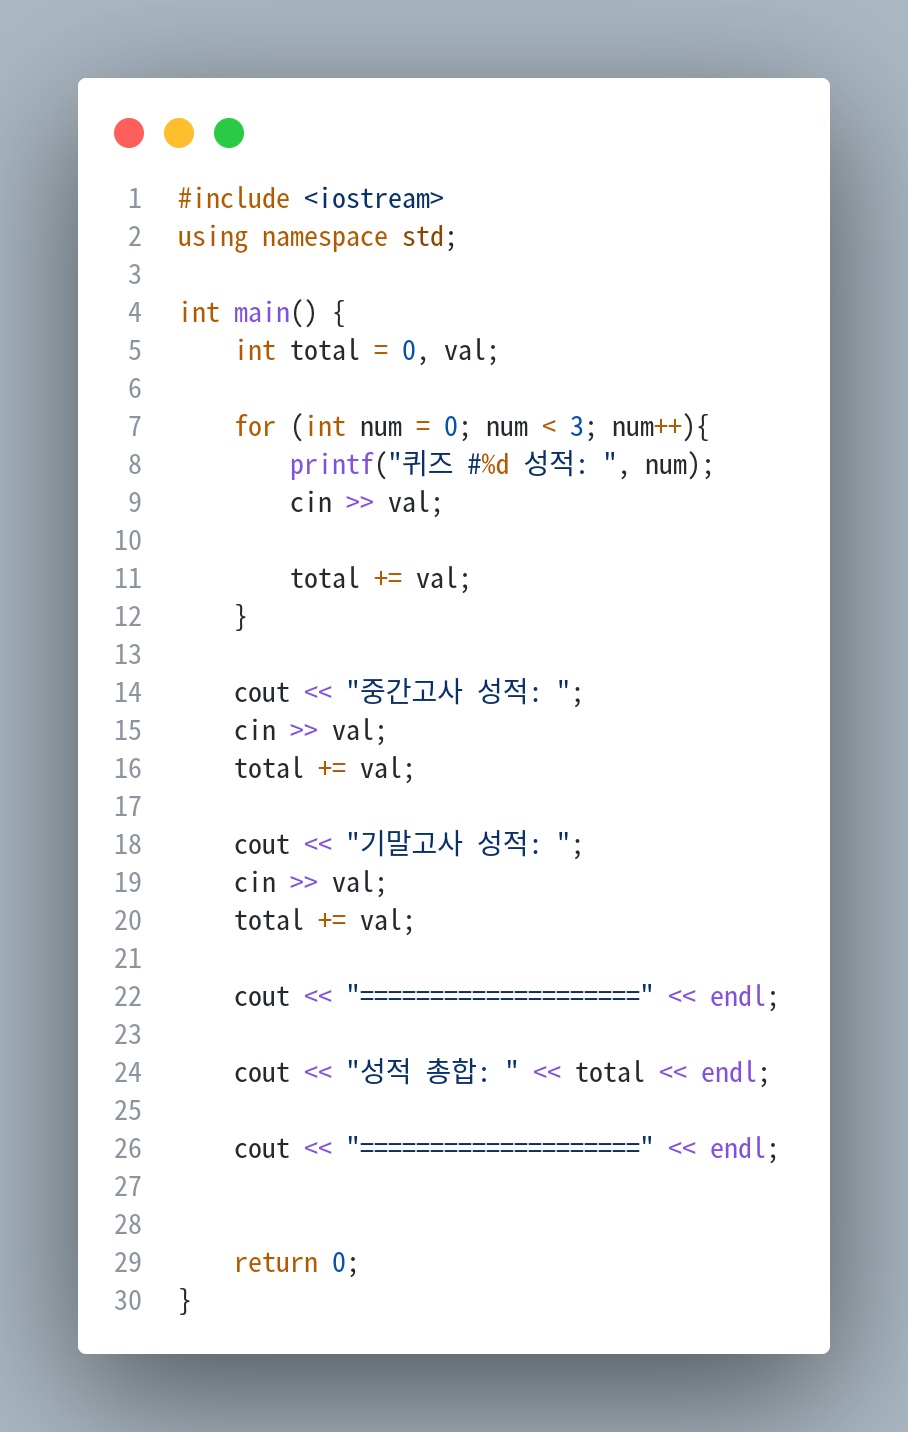 1 #include <iostream>
2 using namespace std;
3
4 int main() {
5     int total = 0, val;
6
7     for (int num = 0; num < 3; num++){
8         printf("퀴즈 #%d 성적: ", num);
9         cin >> val;
10
11         total += val;
12     }
13
14     cout << "중간고사 성적: ";
15     cin >> val;
16     total += val;
17
18     cout << "기말고사 성적: ";
19     cin >> val;
20     total += val;
21
22     cout << "====================" << endl;
23
24     cout << "성적 총합: " << total << endl;
25
26     cout << "====================" << endl;
27
28
29     return 0;
30 }